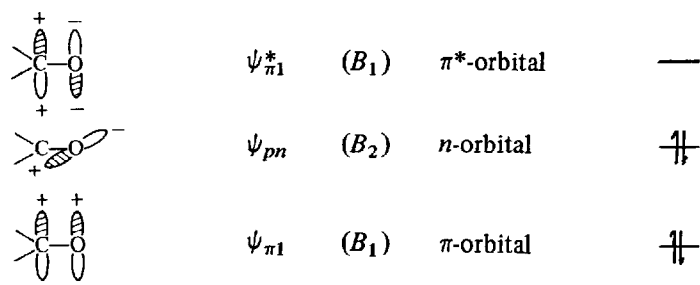 + −
C O ψ*π1 (B1) π*-orbital
+ −
C O − ψpn (B2) n-orbital
+
+ +
C O ψπ1 (B1) π-orbital